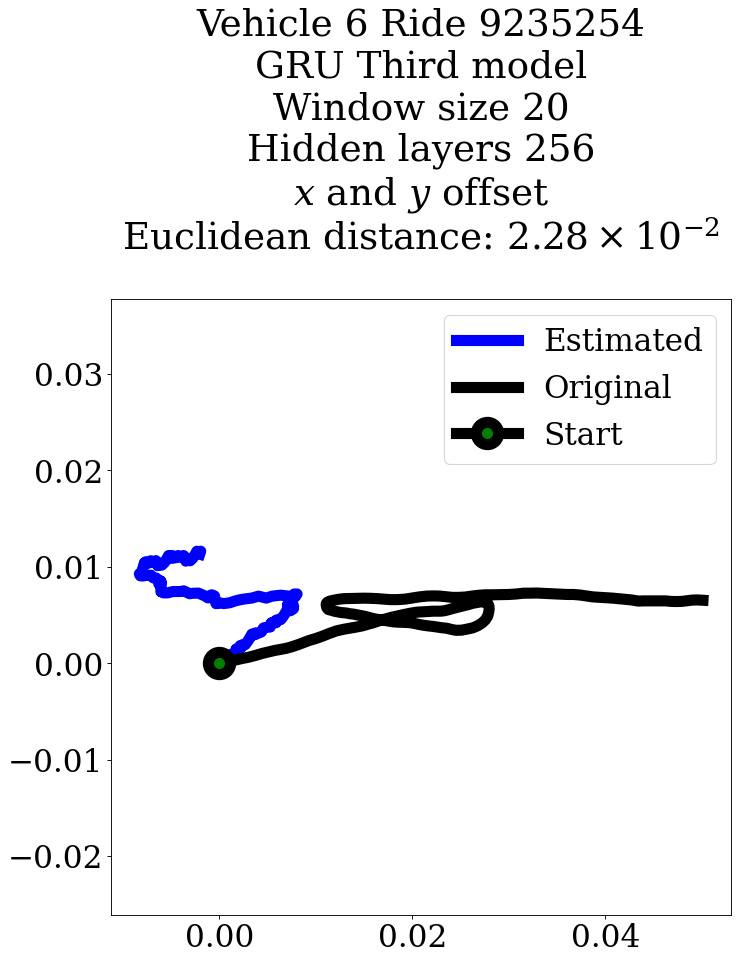 Vehicle 6 Ride 9235254
GRU Third model
Window size 20
Hidden layers 256
x and y offset
Euclidean distance: 2.28 × 10⁻²
Estimated
Original
Start
0.03
0.02
0.01
0.00
−0.01
−0.02
0.00 0.02 0.04